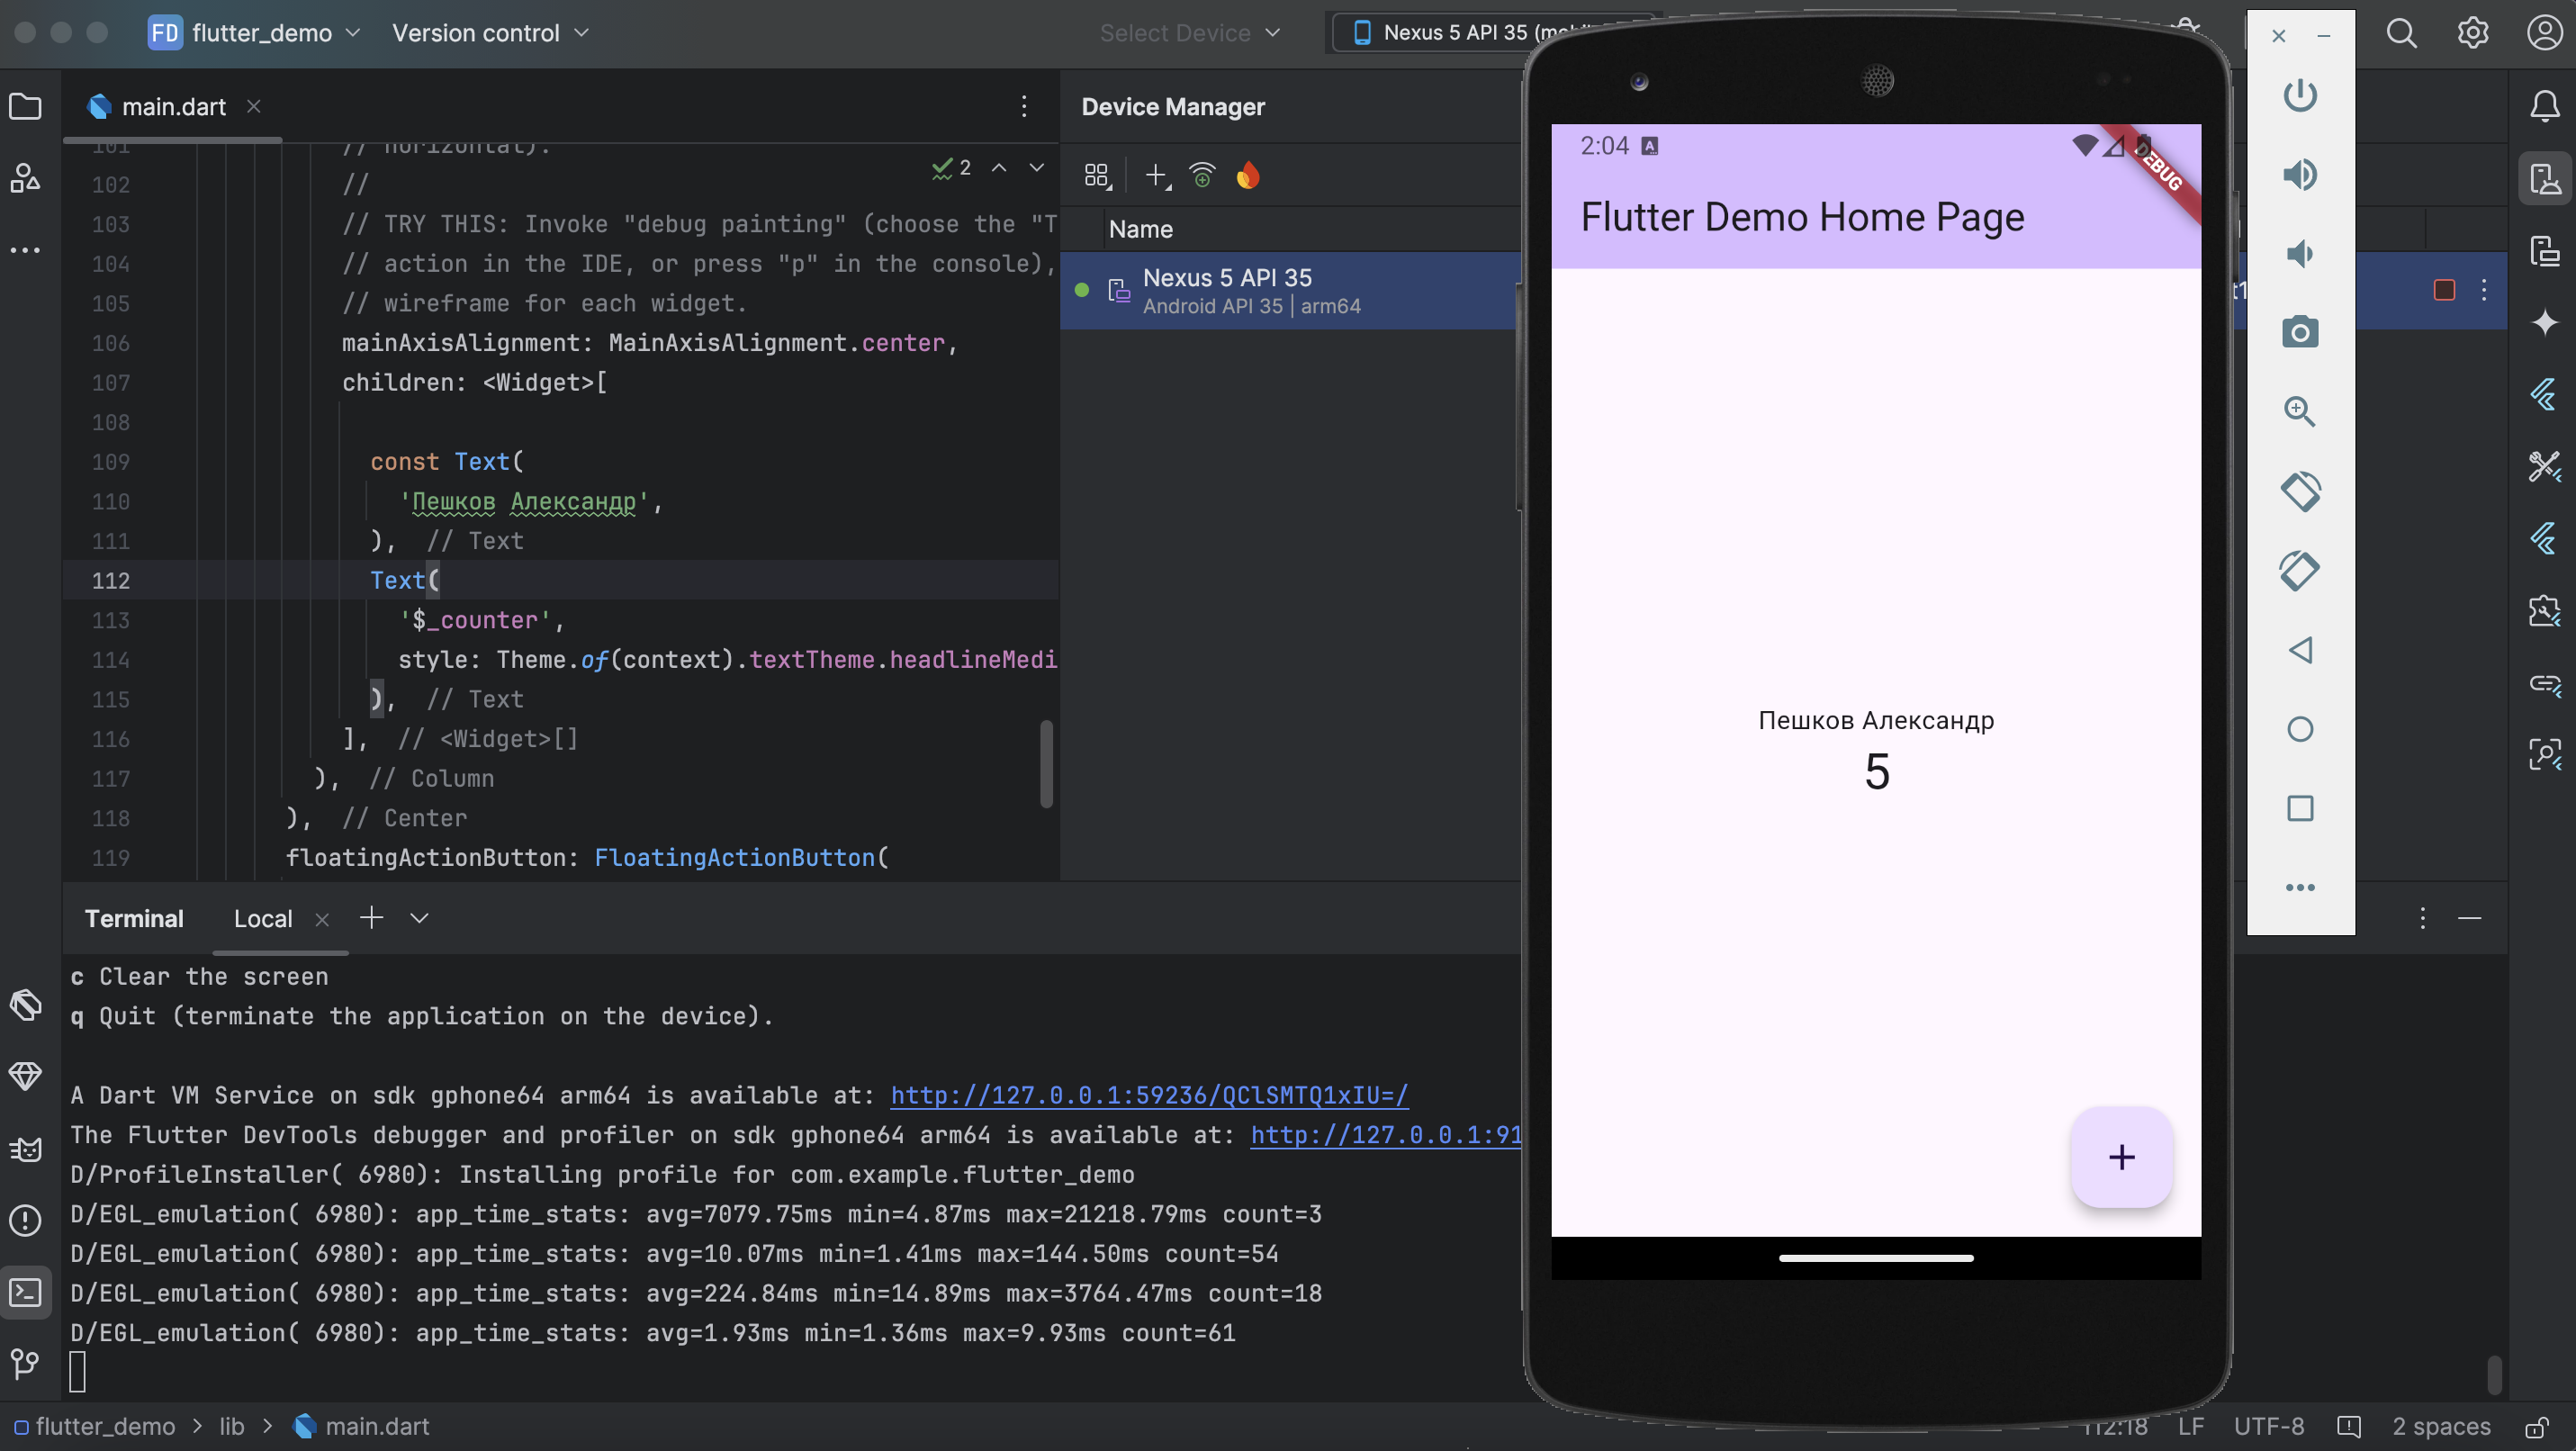 FD flutter_demo Version control Select Device Nexus 5 API 35
main.dart
2
101 // horizontal).
102 //
103 // TRY THIS: Invoke "debug painting" (choose the "T
104 // action in the IDE, or press "p" in the console),
105 // wireframe for each widget.
106 mainAxisAlignment: MainAxisAlignment.center,
107 children: <Widget>[
108
109 const Text(
110 'Пешков Александр',
111 ), // Text
112 Text(
113 '$_counter',
114 style: Theme.of(context).textTheme.headlineMedi
115 ), // Text
116 ], // <Widget>[]
117 ), // Column
118 ), // Center
119 floatingActionButton: FloatingActionButton(
Device Manager
Name
Nexus 5 API 35
Android API 35 | arm64
2:04 A
DEBUG
Flutter Demo Home Page
Пешков Александр
5
+
Terminal Local
c Clear the screen
q Quit (terminate the application on the device).
A Dart VM Service on sdk gphone64 arm64 is available at: http://127.0.0.1:59236/QClSMTQ1xIU=/
The Flutter DevTools debugger and profiler on sdk gphone64 arm64 is available at: http://127.0.0.1:91
D/ProfileInstaller( 6980): Installing profile for com.example.flutter_demo
D/EGL_emulation( 6980): app_time_stats: avg=7079.75ms min=4.87ms max=21218.79ms count=3
D/EGL_emulation( 6980): app_time_stats: avg=10.07ms min=1.41ms max=144.50ms count=54
D/EGL_emulation( 6980): app_time_stats: avg=224.84ms min=14.89ms max=3764.47ms count=18
D/EGL_emulation( 6980): app_time_stats: avg=1.93ms min=1.36ms max=9.93ms count=61
flutter_demo > lib > main.dart 112:18 LF UTF-8 2 spaces